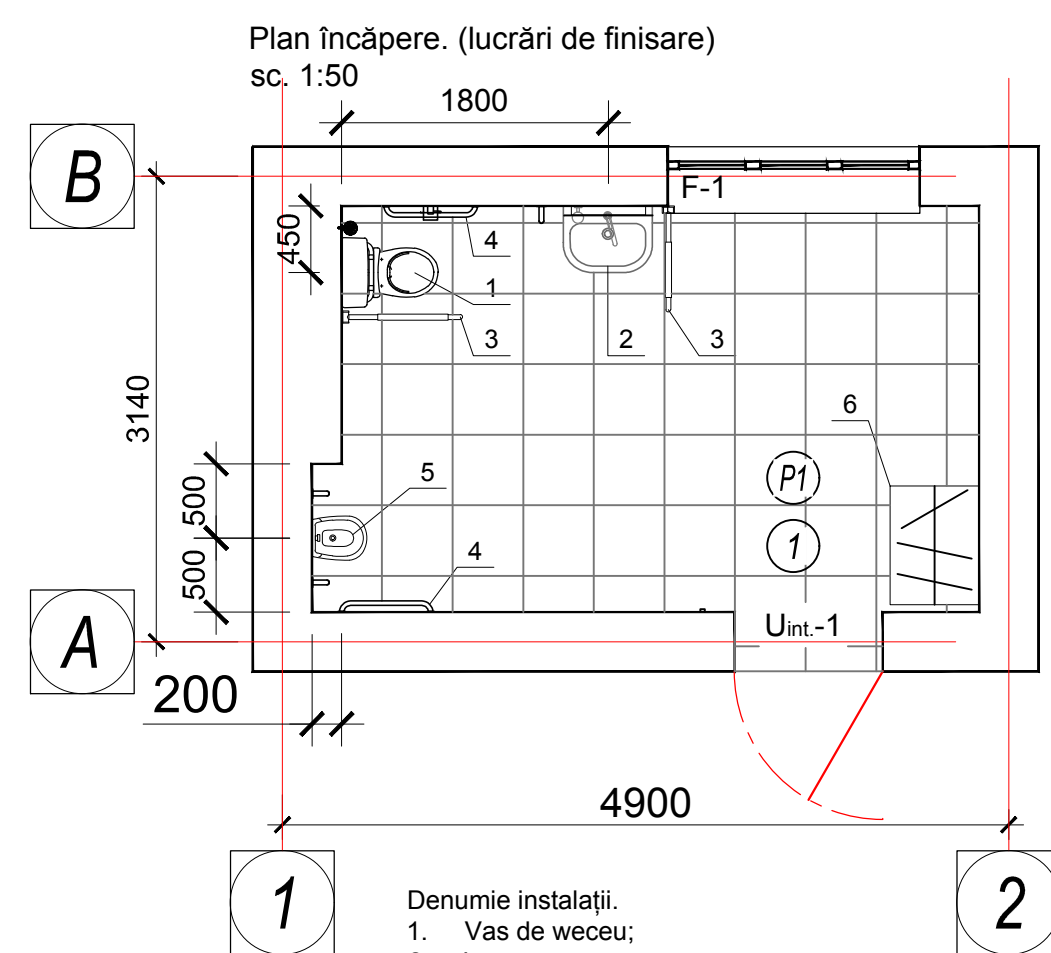 Plan încăpere. (lucrări de finisare)
sc. 1:50
1800
B
F-1
450
4
1
3
2
3
3140
6
P1
500
5
1
500
4
A
Uint.-1
200
4900
1
2
Denumie instalații.
1. Vas de weceu;